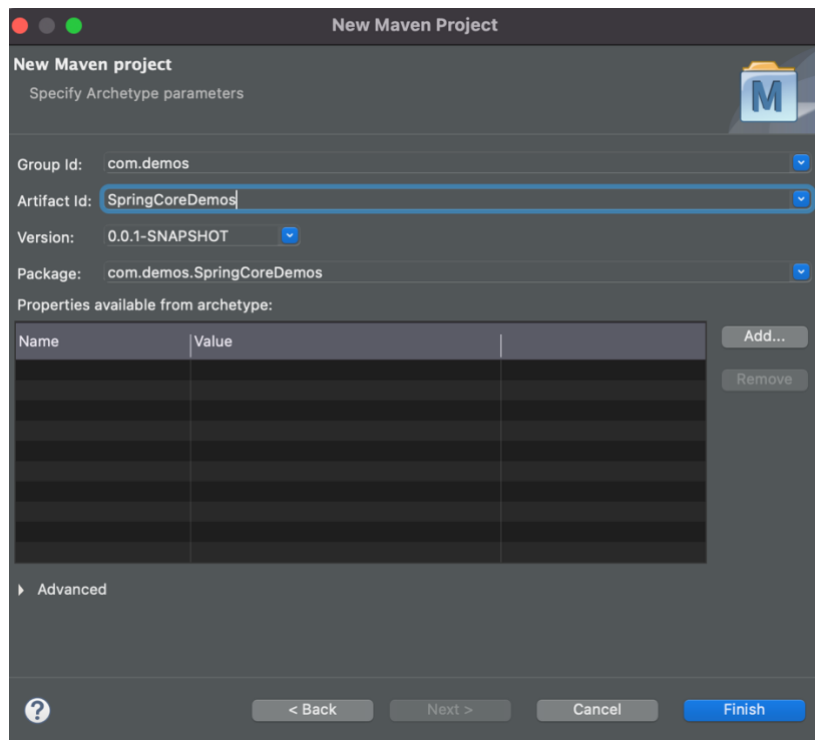 New Maven Project
New Maven project
Specify Archetype parameters
M
Group Id: com.demos
Artifact Id: SpringCoreDemos
Version: 0.0.1-SNAPSHOT
Package: com.demos.SpringCoreDemos
Properties available from archetype:
Name Value
Add...
Remove
Advanced
? < Back Next > Cancel Finish